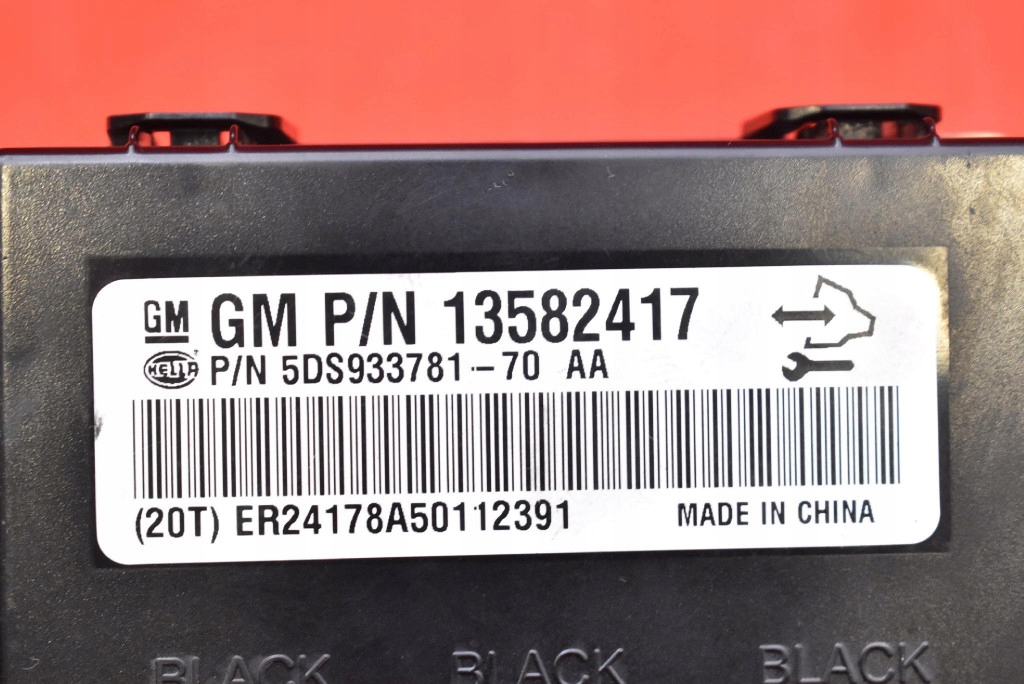 GM GM P/N 13582417
HELLA P/N 5DS933781-70 AA
(20T) ER24178A50112391 MADE IN CHINA
BLACK BLACK BLACK